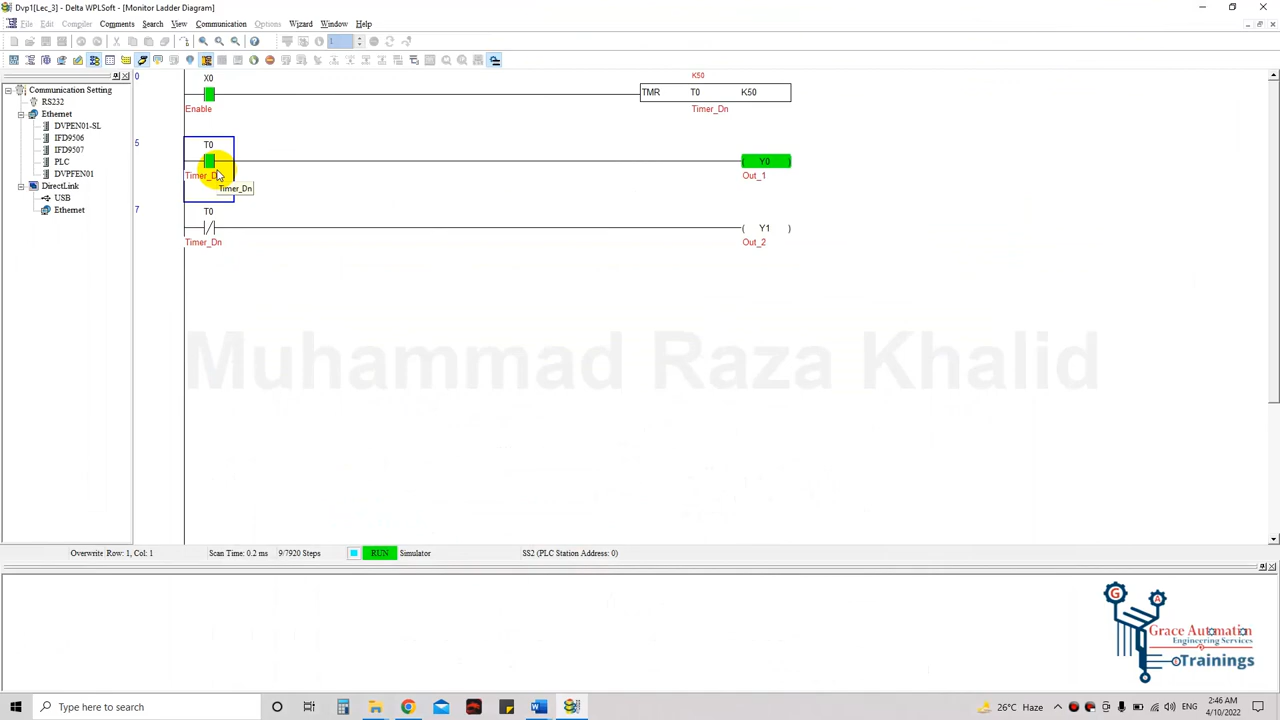 Dvp1[Lec_3] - Delta WPLSoft - [Monitor Ladder Diagram]
File Edit Compiler Comments Search View Communication Options Wizard Window Help
1
Communication Setting
RS232
Ethernet
DVPEN01-SL
IFD9506
IFD9507
PLC
DVPFEN01
DirectLink
USB
Ethernet
0
X0
Enable
K50
TMR T0 K50
Timer_Dn
5
T0
Timer_D
Timer_Dn
Y0
Out_1
7
T0
Timer_Dn
Y1
Out_2
Muhammad Raza Khalid
Overwrite Row: 1, Col: 1 Scan Time: 0.2 ms 9/7920 Steps RUN Simulator SS2 (PLC Station Address: 0)
G A
Grace Automation
Engineering Services
eTrainings
Type here to search
26°C Haze
ENG
2:46 AM
4/10/2022